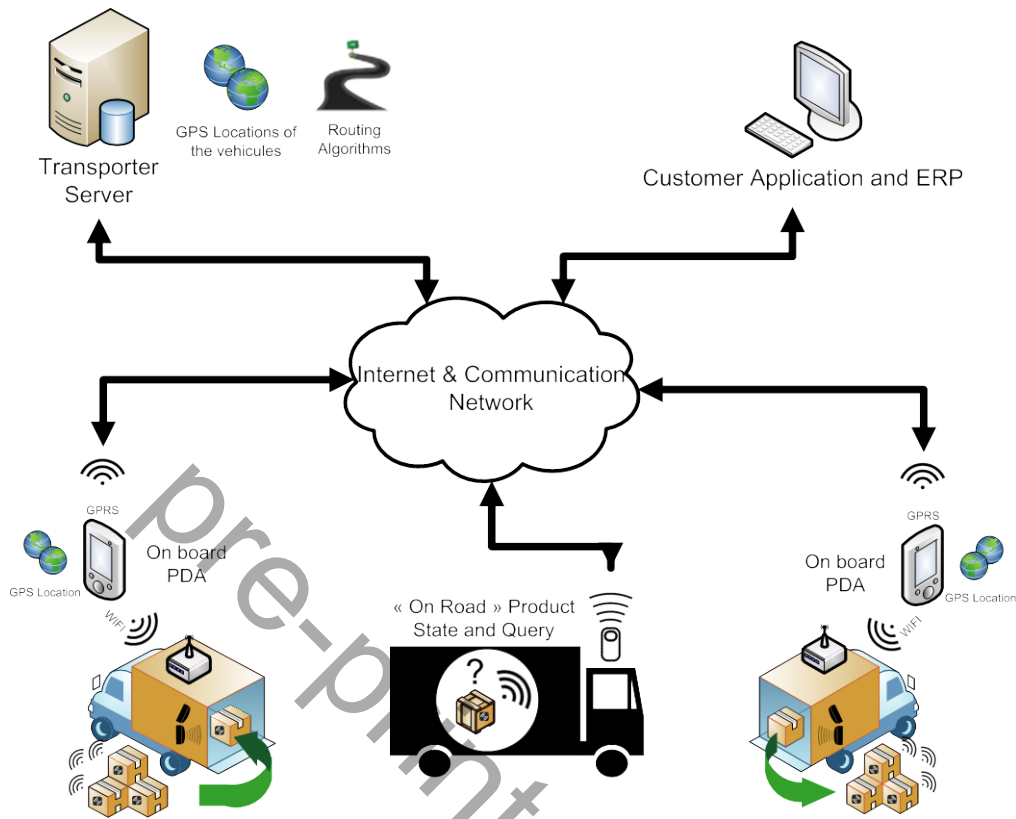 GPS Locations of
the vehicules
Routing
Algorithms
Transporter
Server
Customer Application and ERP
Internet & Communication
Network
GPRS
On board
PDA
GPS Location
WIFI
« On Road » Product
State and Query
?
GPRS
On board
PDA
GPS Location
WIFI
pre-print